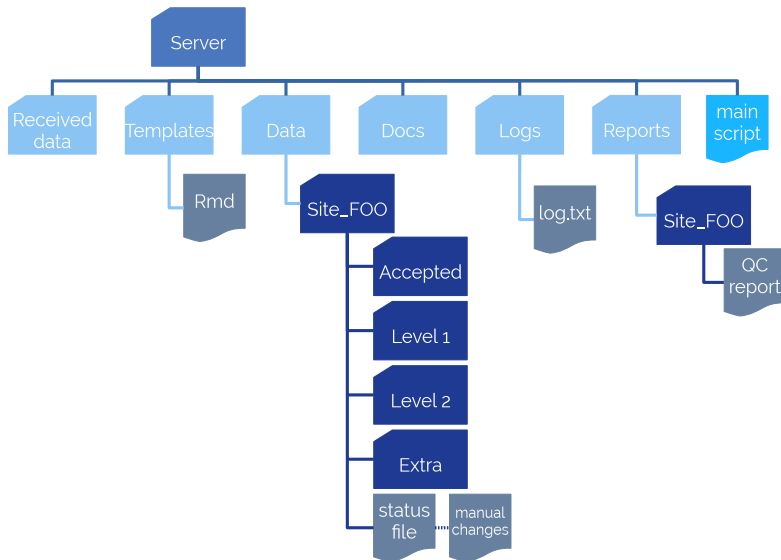 Server
Received
data
Templates
Data
Docs
Logs
Reports
main
script
Rmd
Site_FOO
log.txt
Site_FOO
QC
report
Accepted
Level 1
Level 2
Extra
status
file
manual
changes